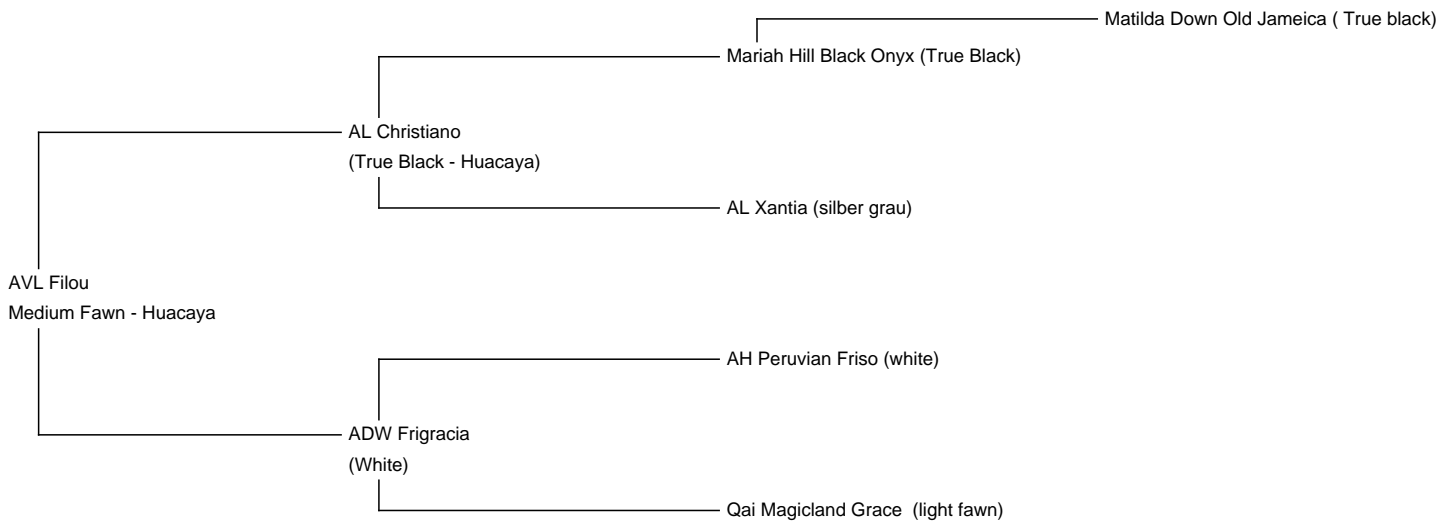 Matilda Down Old Jameica ( True black)
Mariah Hill Black Onyx (True Black)
AL Christiano
(True Black - Huacaya)
AL Xantia (silber grau)
AVL Filou
Medium Fawn - Huacaya
AH Peruvian Friso (white)
ADW Frigracia
(White)
Qai Magicland Grace  (light fawn)